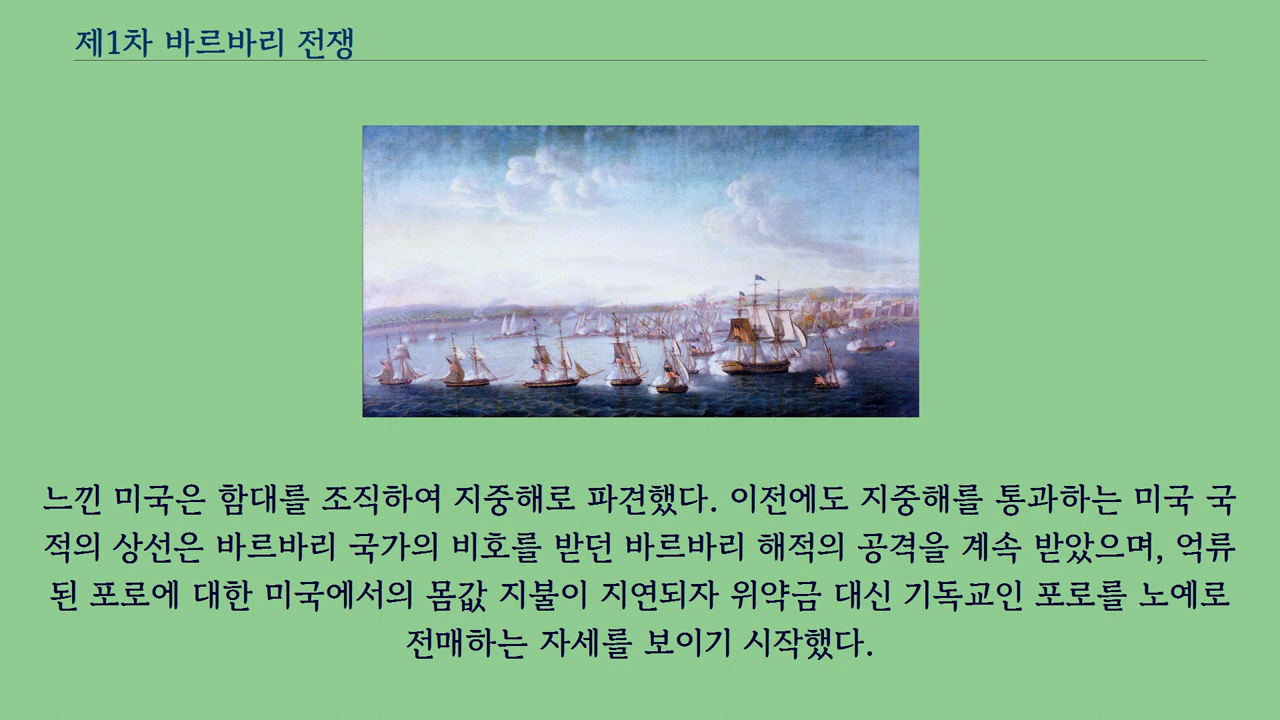 제1차 바르바리 전쟁
느낀 미국은 함대를 조직하여 지중해로 파견했다. 이전에도 지중해를 통과하는 미국 국
적의 상선은 바르바리 국가의 비호를 받던 바르바리 해적의 공격을 계속 받았으며, 억류
된 포로에 대한 미국에서의 몸값 지불이 지연되자 위약금 대신 기독교인 포로를 노예로
전매하는 자세를 보이기 시작했다.